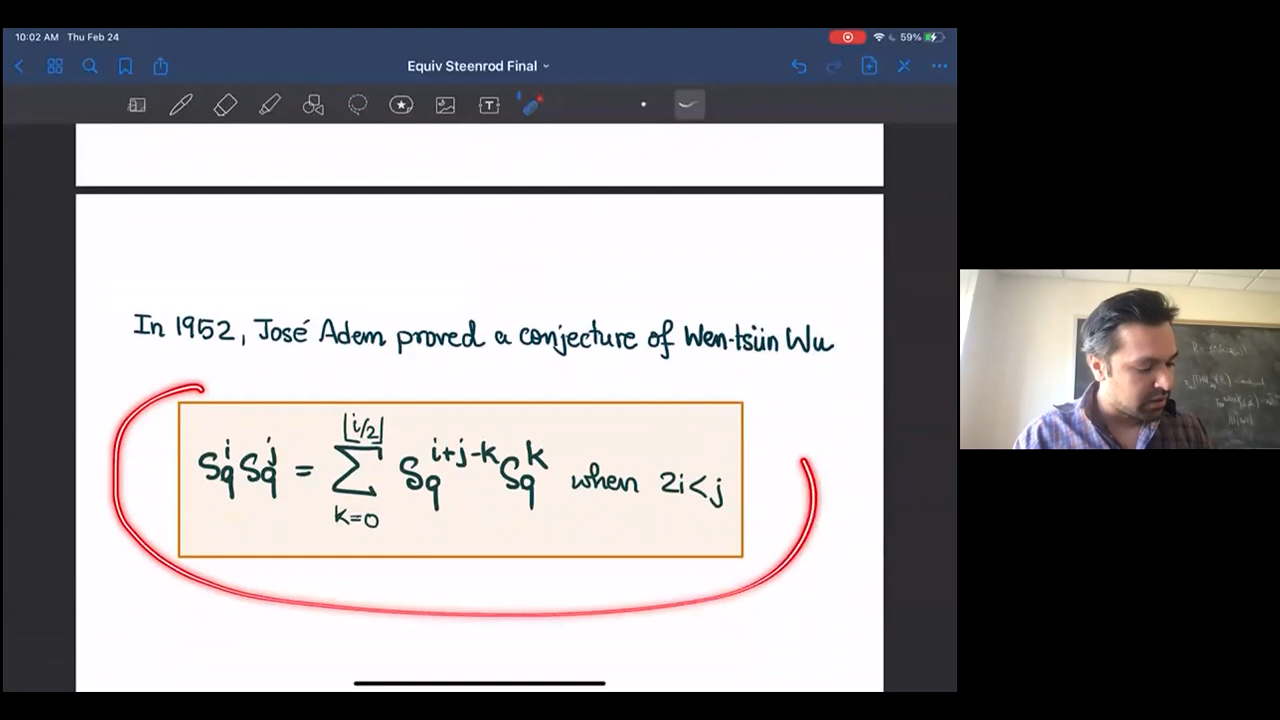 10:02 AM Thu Feb 24
59%
Equiv Steenrod Final
T
In 1952, José Adem proved a conjecture of Wen-tsün Wu
Sq^i Sq^j = ∑_{k=0}^{⌊i/2⌋} Sq^{i+j-k} Sq^k when 2i<j